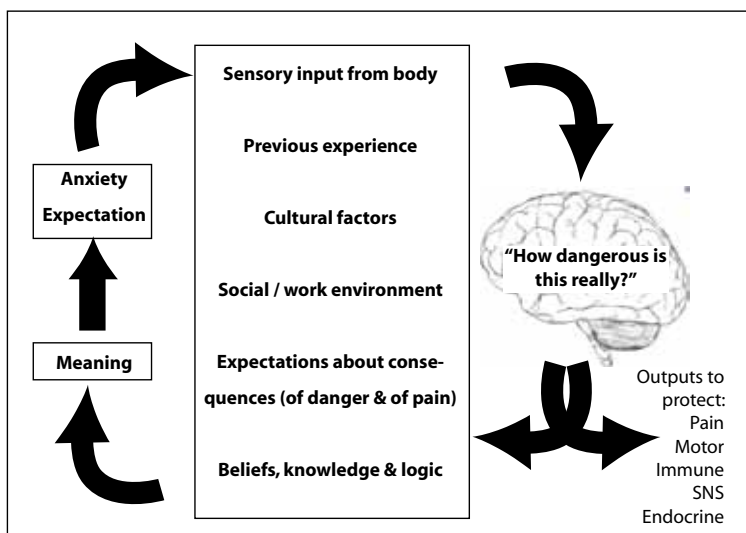 Sensory input from body
Previous experience
Cultural factors
Social / work environment
Expectations about conse-
quences (of danger & of pain)
Beliefs, knowledge & logic
Meaning
Anxiety
Expectation
“How dangerous is
this really?”
Outputs to
protect:
Pain
Motor
Immune
SNS
Endocrine